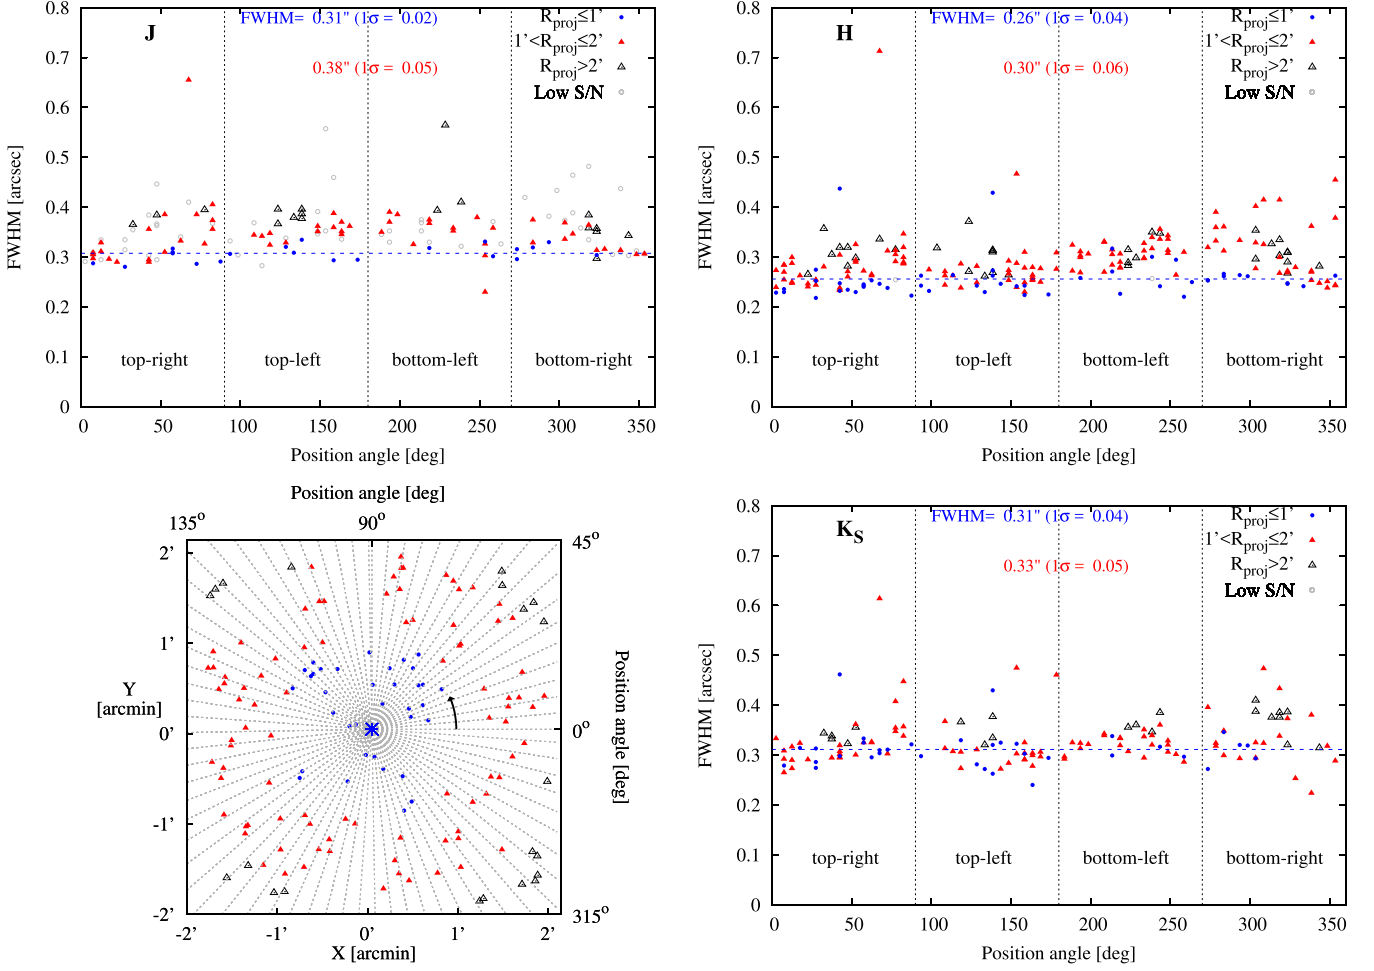 J
FWHM= 0.31" (1σ = 0.02)
0.38" (1σ = 0.05)
Rproj≤1'
1'<Rproj≤2'
Rproj>2'
Low S/N
0.8
0.7
0.6
0.5
0.4
0.3
0.2
0.1
0
FWHM [arcsec]
top-right
top-left
bottom-left
bottom-right
0 50 100 150 200 250 300 350
Position angle [deg]
H
FWHM= 0.26" (1σ = 0.04)
0.30" (1σ = 0.06)
Rproj≤1'
1'<Rproj≤2'
Rproj>2'
Low S/N
0.8
0.7
0.6
0.5
0.4
0.3
0.2
0.1
0
FWHM [arcsec]
top-right
top-left
bottom-left
bottom-right
0 50 100 150 200 250 300 350
Position angle [deg]
Position angle [deg]
135° 90° 45°
2'
1'
0'
-1'
-2'
Y
[arcmin]
0°
315°
Position angle [deg]
-2' -1' 0' 1' 2'
X [arcmin]
KS
FWHM= 0.31" (1σ = 0.04)
0.33" (1σ = 0.05)
Rproj≤1'
1'<Rproj≤2'
Rproj>2'
Low S/N
0.8
0.7
0.6
0.5
0.4
0.3
0.2
0.1
0
FWHM [arcsec]
top-right
top-left
bottom-left
bottom-right
0 50 100 150 200 250 300 350
Position angle [deg]